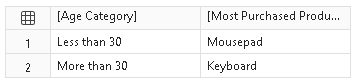 [Age Category] [Most Purchased Produ...
1 Less than 30 Mousepad
2 More than 30 Keyboard